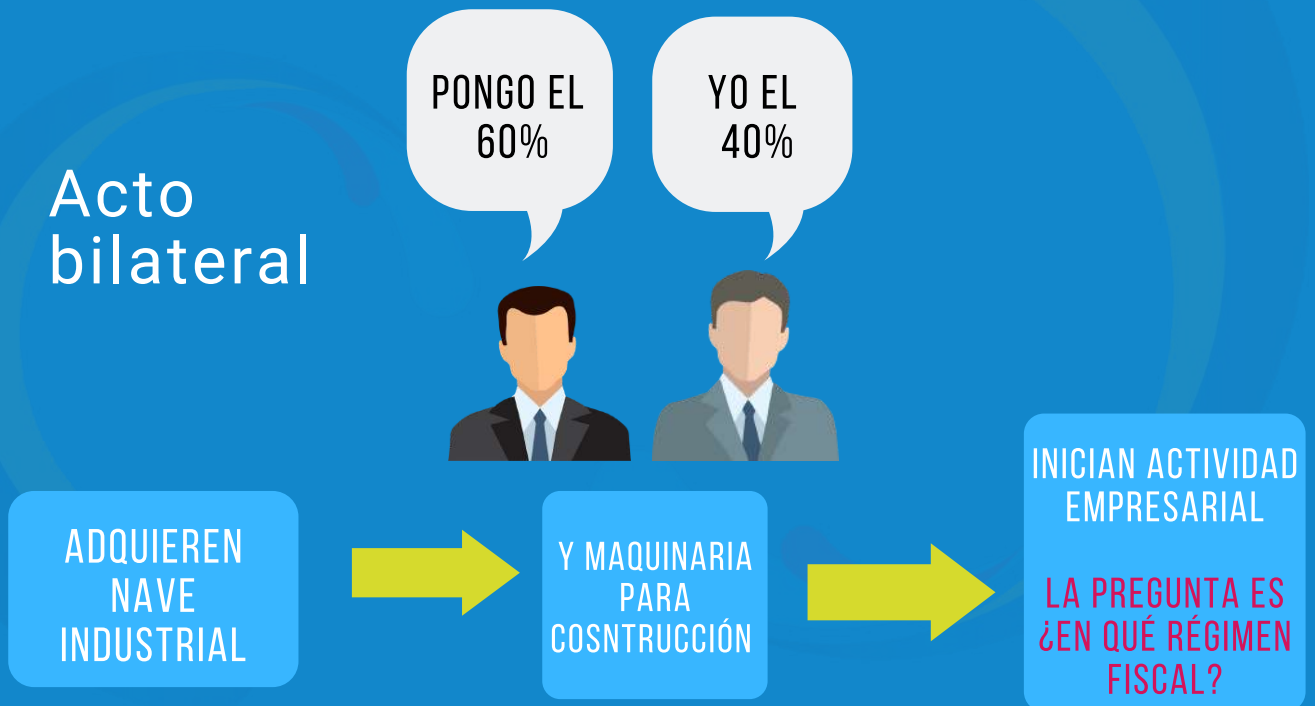 PONGO EL
60%
YO EL
40%
Acto
bilateral
ADQUIEREN
NAVE
INDUSTRIAL
Y MAQUINARIA
PARA
COSNTRUCCIÓN
INICIAN ACTIVIDAD
EMPRESARIAL
LA PREGUNTA ES
¿EN QUÉ RÉGIMEN
FISCAL?